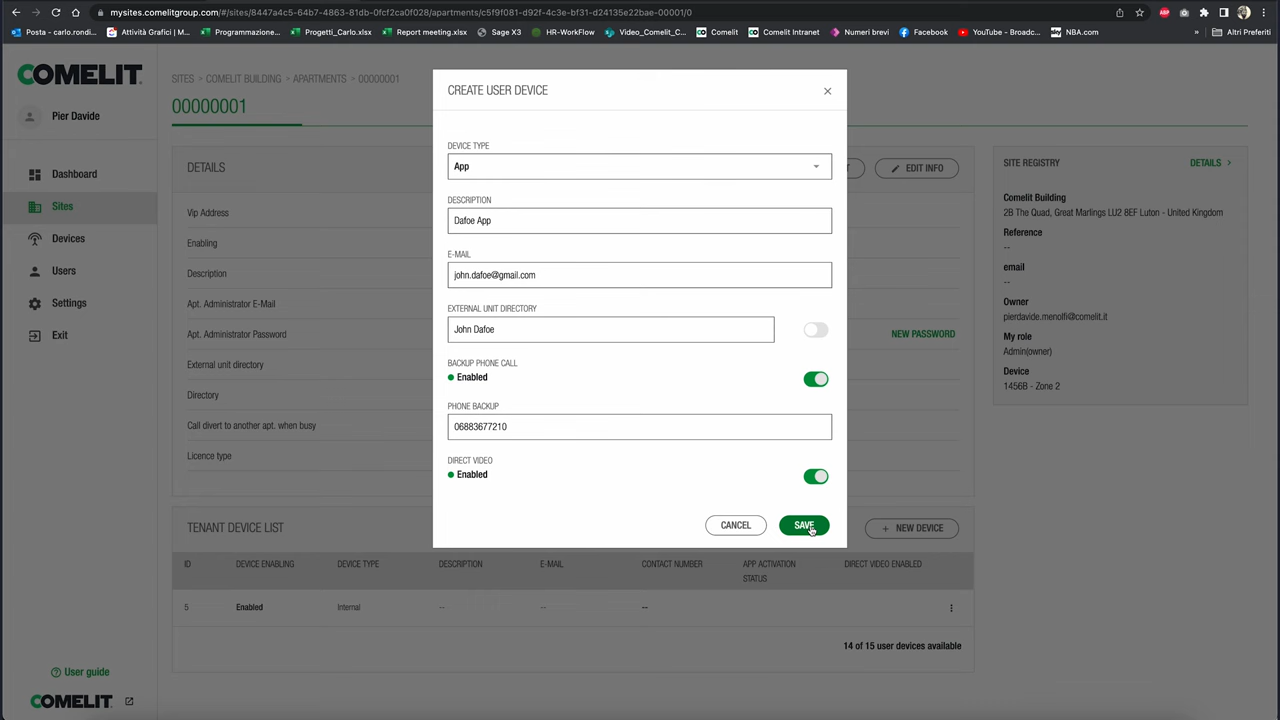 mysites.comelitgroup.com/#/sites/8447a4c5-64b7-4863-81db-0fcf2ca0f028/apartments/c5f9f081-d92f-4c3e-bf31-d24135e22bae-00001/0
Posta - carlo.rondi...
Attività Grafici | M...
Programmazione...
Progetti_Carlo.xlsx
Report meeting.xlsx
Sage X3
HR-WorkFlow
Video_Comelit_C...
Comelit
Comelit Intranet
Numeri brevi
Facebook
YouTube - Broadc...
NBA.com
»
Altri Preferiti
COMELIT
Pier Davide
Dashboard
Sites
Devices
Users
Settings
Exit
User guide
COMELIT
SITES > COMELIT BUILDING > APARTMENTS > 00000001
00000001
DETAILS
T
EDIT INFO
Vip Address
Enabling
Description
Apt. Administrator E-Mail
Apt. Administrator Password
NEW PASSWORD
External unit directory
Directory
Call divert to another apt. when busy
Licence type
CREATE USER DEVICE
×
DEVICE TYPE
App
DESCRIPTION
Dafoe App
E-MAIL
john.dafoe@gmail.com
EXTERNAL UNIT DIRECTORY
John Dafoe
BACKUP PHONE CALL
Enabled
PHONE BACKUP
06883677210
DIRECT VIDEO
Enabled
CANCEL
SAVE
SITE REGISTRY
DETAILS >
Comelit Building
2B The Quad, Great Marlings LU2 8EF Luton - United Kingdom
Reference
--
email
--
Owner
pierdavide.menolfi@comelit.it
My role
Admin(owner)
Device
1456B - Zone 2
TENANT DEVICE LIST
+ NEW DEVICE
ID DEVICE ENABLING DEVICE TYPE DESCRIPTION E-MAIL CONTACT NUMBER APP ACTIVATION STATUS DIRECT VIDEO ENABLED
5 Enabled Internal -- -- --
14 of 15 user devices available